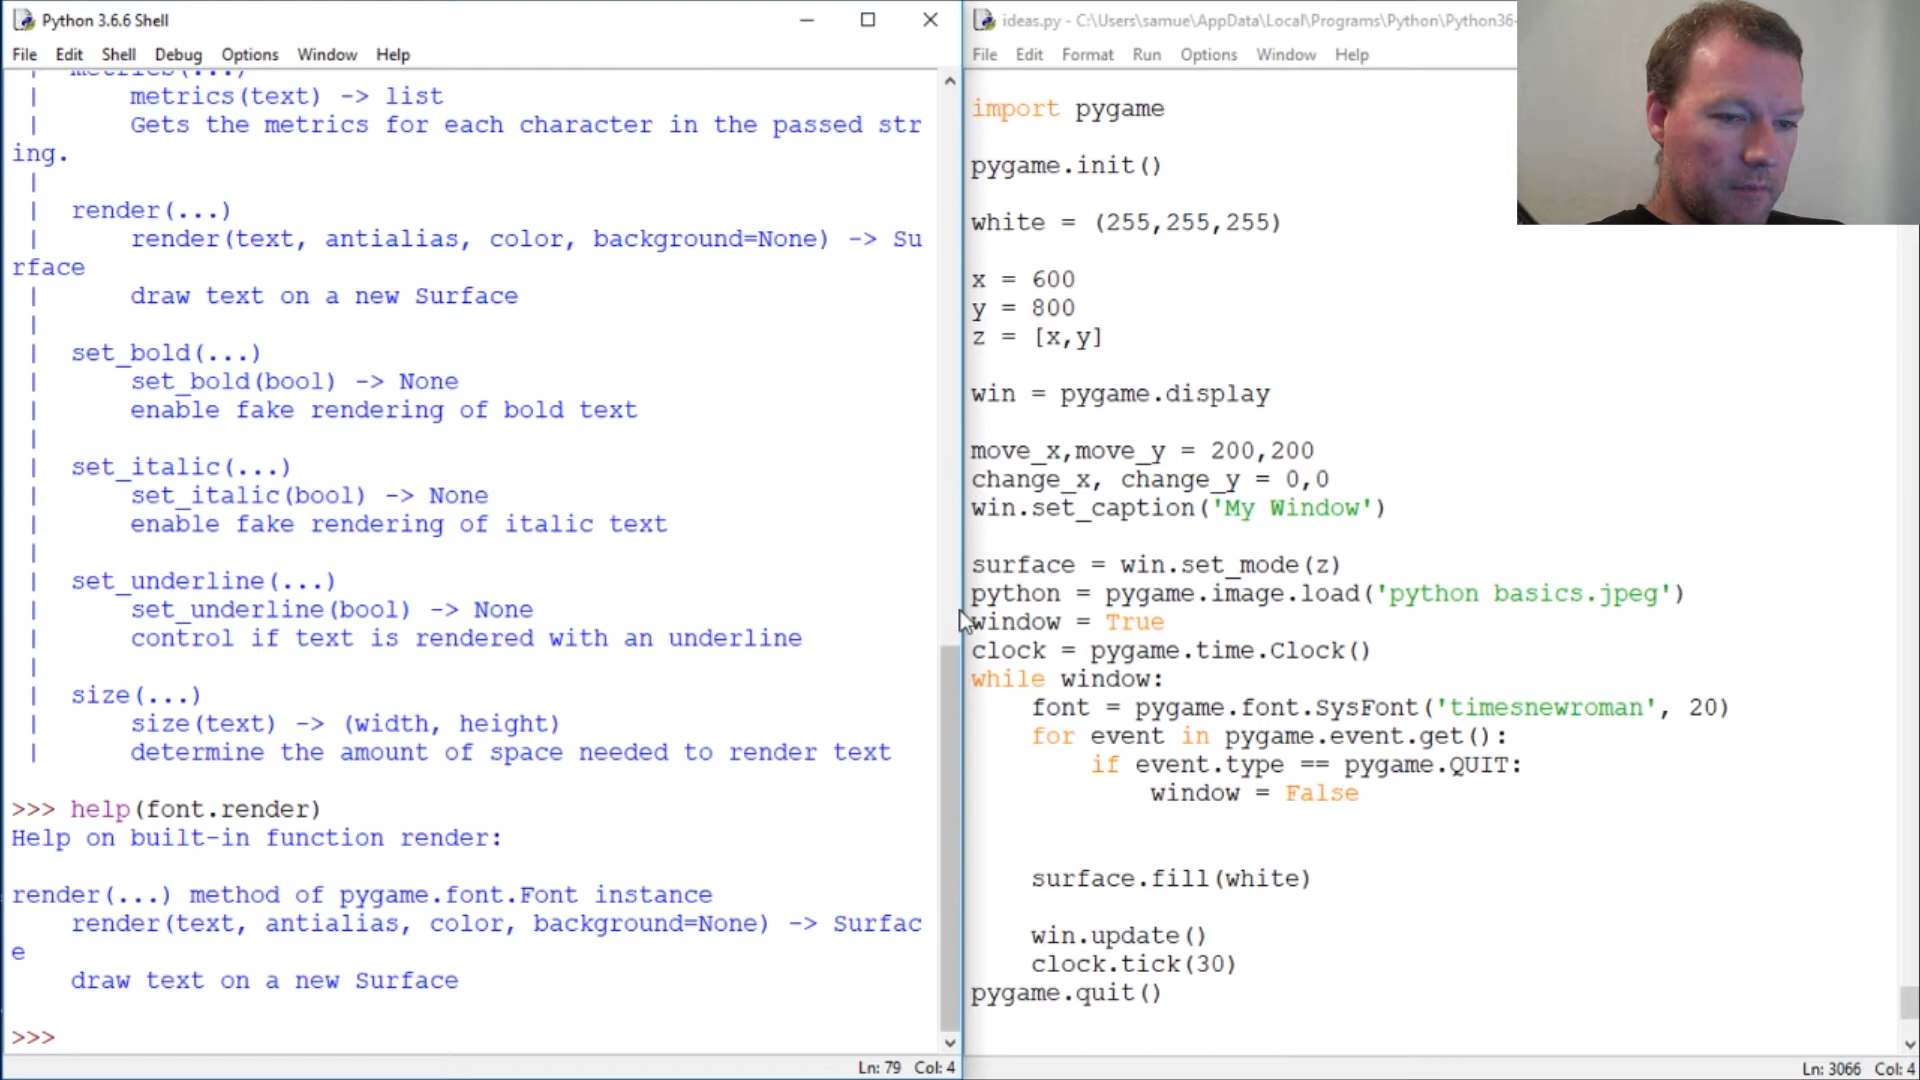 Python 3.6.6 Shell
File Edit Shell Debug Options Window Help
| metrics(...)
| metrics(text) -> list
| Gets the metrics for each character in the passed str
ing.
|
| render(...)
| render(text, antialias, color, background=None) -> Su
rface
| draw text on a new Surface
|
| set_bold(...)
| set_bold(bool) -> None
| enable fake rendering of bold text
|
| set_italic(...)
| set_italic(bool) -> None
| enable fake rendering of italic text
|
| set_underline(...)
| set_underline(bool) -> None
| control if text is rendered with an underline
|
| size(...)
| size(text) -> (width, height)
| determine the amount of space needed to render text
>>> help(font.render)
Help on built-in function render:
render(...) method of pygame.font.Font instance
render(text, antialias, color, background=None) -> Surfac
e
draw text on a new Surface
>>>
Ln: 79 Col: 4
ideas.py - C:\Users\samue\AppData\Local\Programs\Python\Python36-
File Edit Format Run Options Window Help
import pygame
pygame.init()
white = (255,255,255)
x = 600
y = 800
z = [x,y]
win = pygame.display
move_x,move_y = 200,200
change_x, change_y = 0,0
win.set_caption('My Window')
surface = win.set_mode(z)
python = pygame.image.load('python basics.jpeg')
window = True
clock = pygame.time.Clock()
while window:
font = pygame.font.SysFont('timesnewroman', 20)
for event in pygame.event.get():
if event.type == pygame.QUIT:
window = False
surface.fill(white)
win.update()
clock.tick(30)
pygame.quit()
Ln: 3066 Col: 4